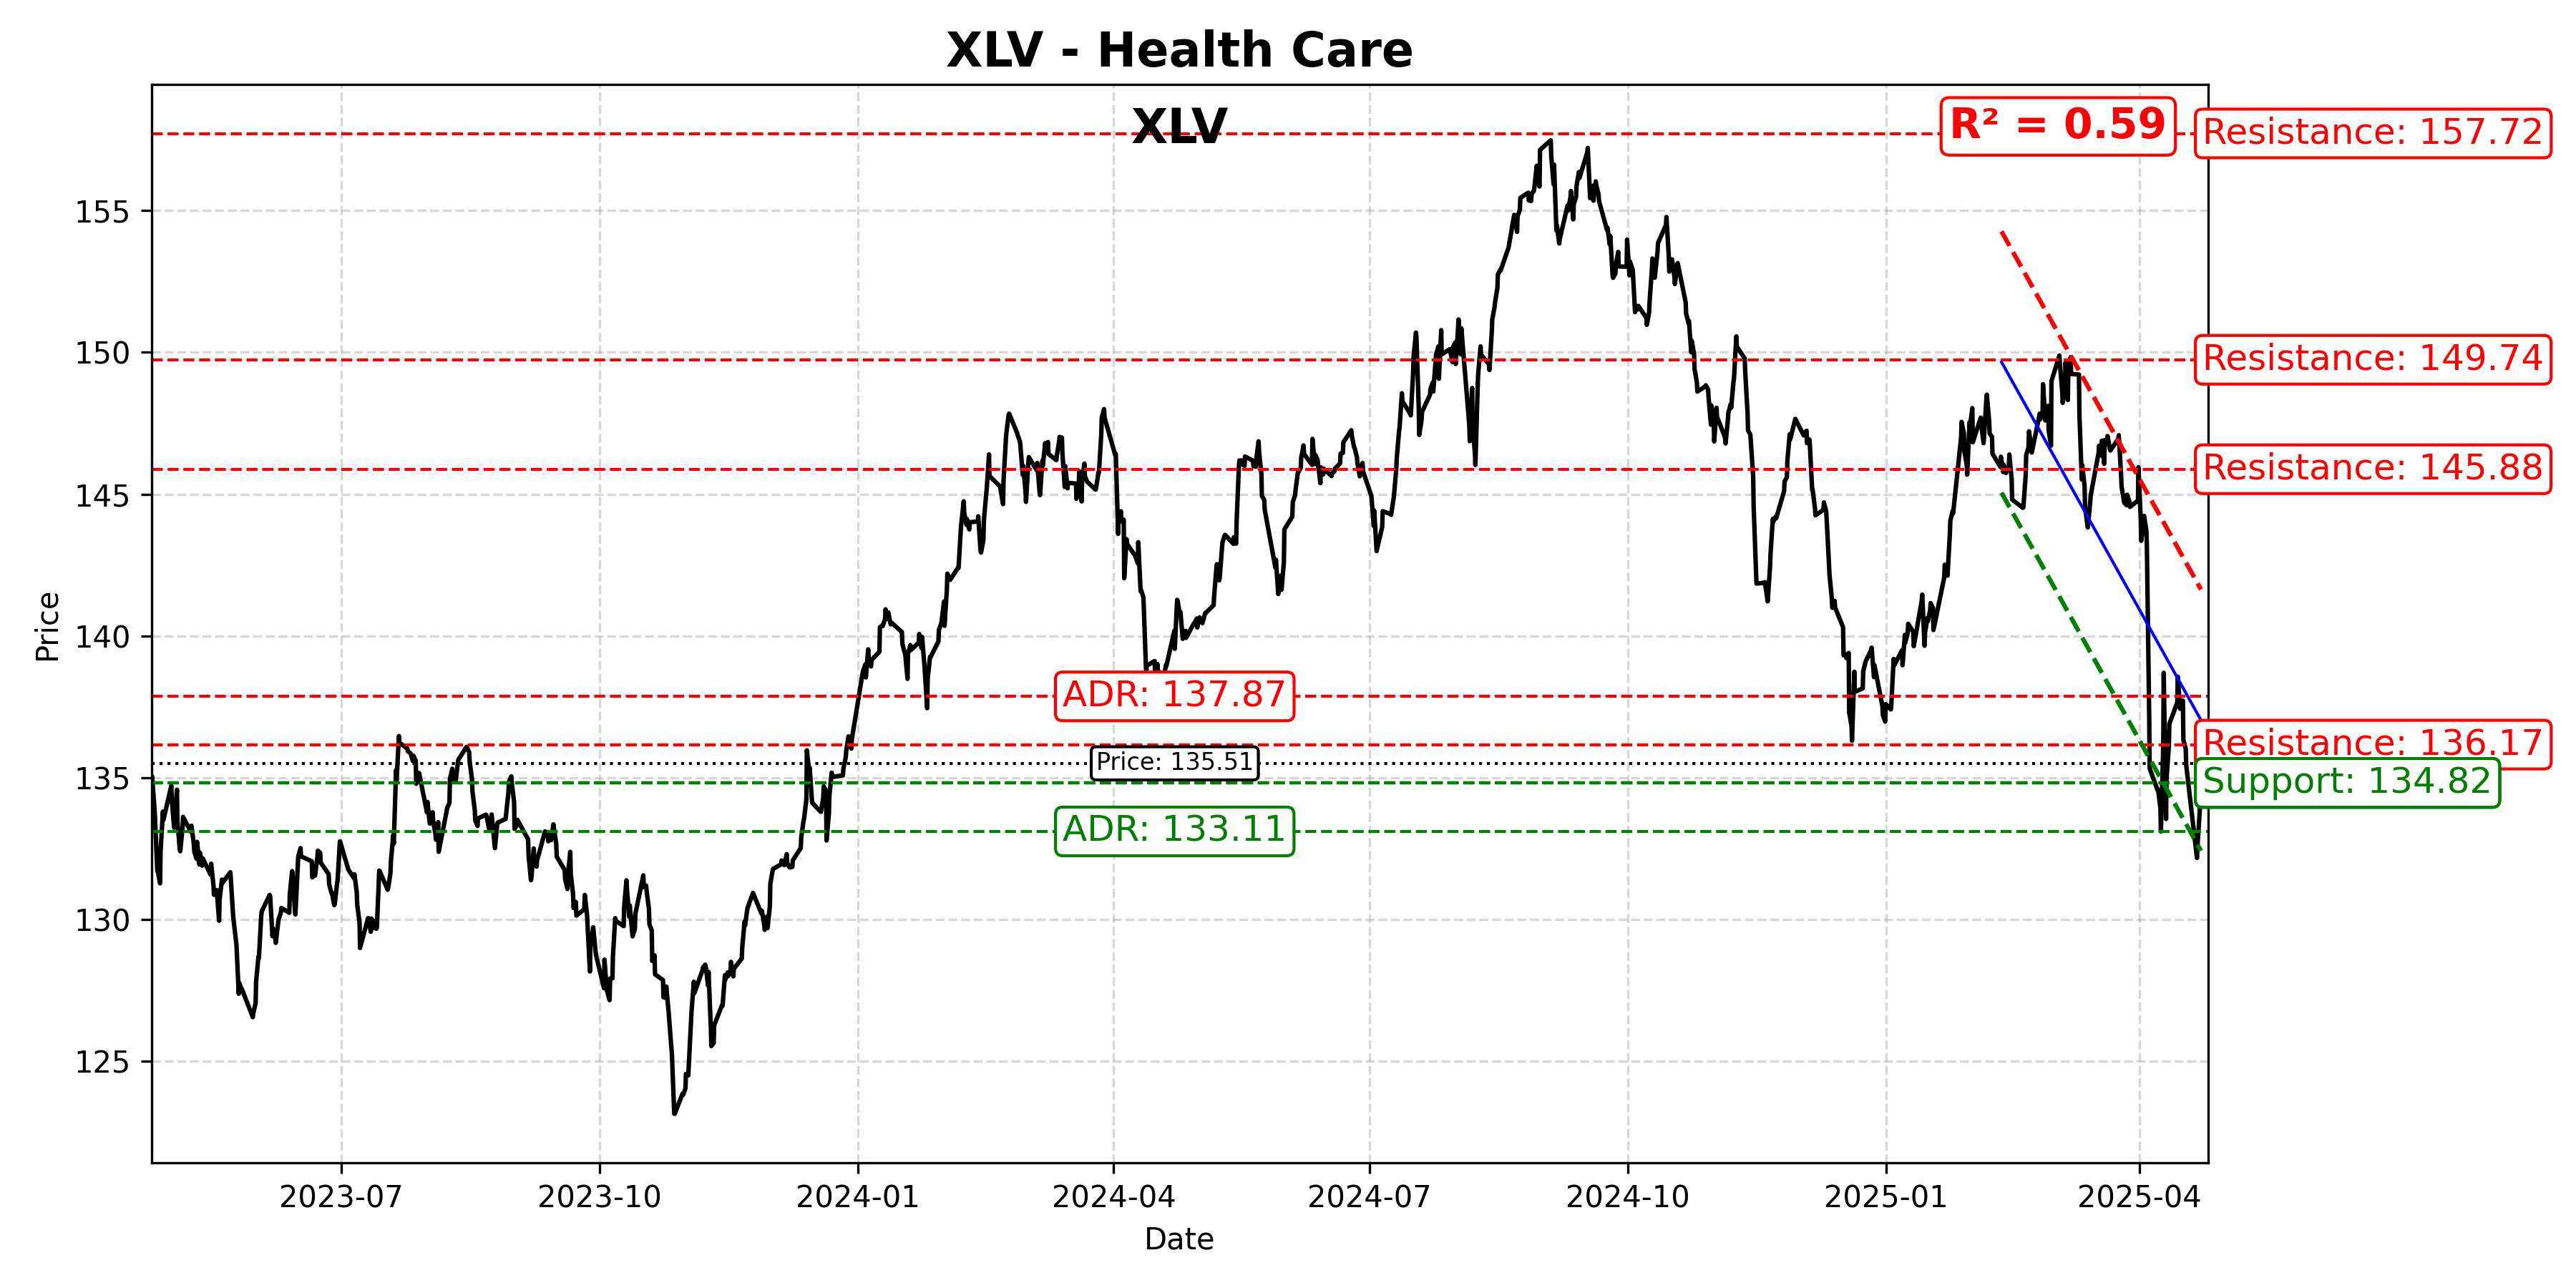 XLV - Health Care
XLV
R² = 0.59
Resistance: 157.72
Resistance: 149.74
Resistance: 145.88
ADR: 137.87
Resistance: 136.17
Price: 135.51
Support: 134.82
ADR: 133.11
Price
155
150
145
140
135
130
125
2023-07
2023-10
2024-01
2024-04
2024-07
2024-10
2025-01
2025-04
Date